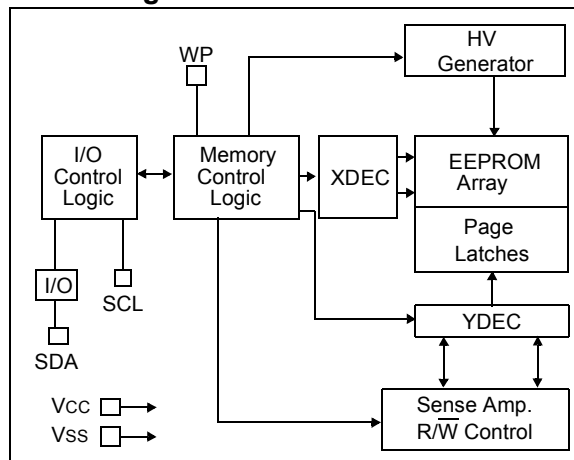 WP
HV
Generator
I/O
Control
Logic
Memory
Control
Logic
XDEC
EEPROM
Array
Page
Latches
I/O
SCL
SDA
YDEC
VCC
VSS
Sense Amp.
R/W̅ Control